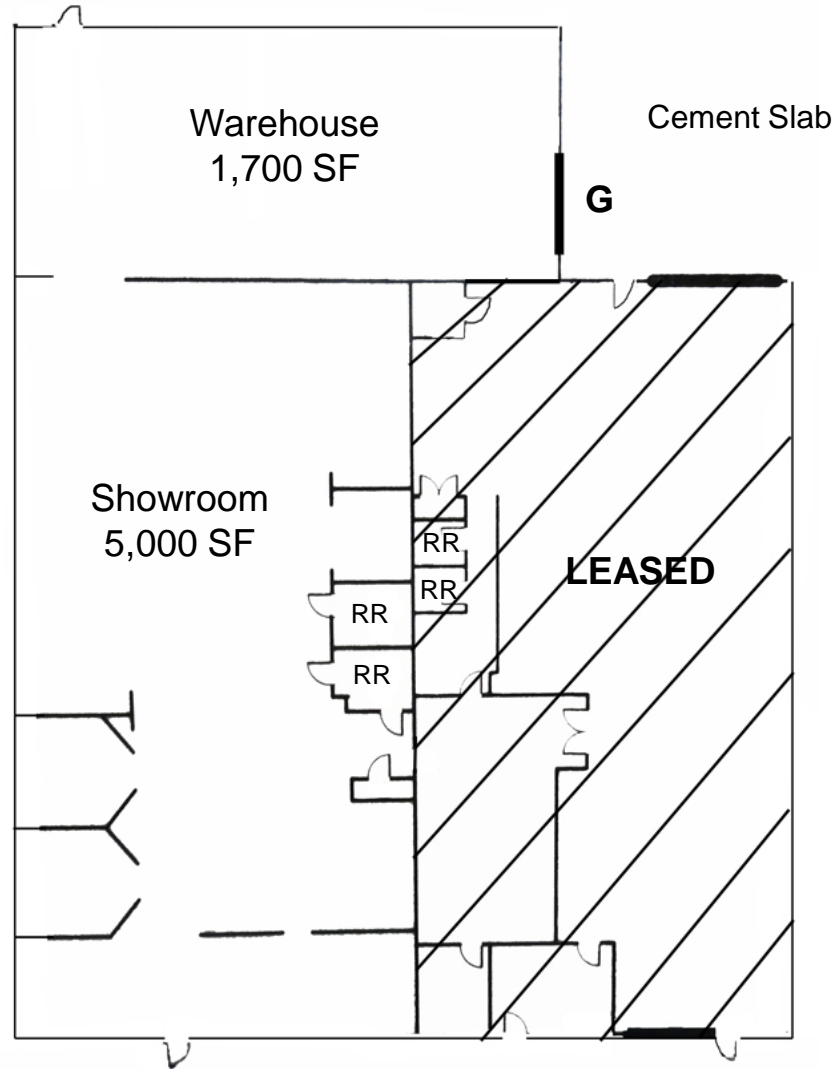 Warehouse
1,700 SF
Cement Slab
G
Showroom
5,000 SF
RR
RR
LEASED
RR
RR